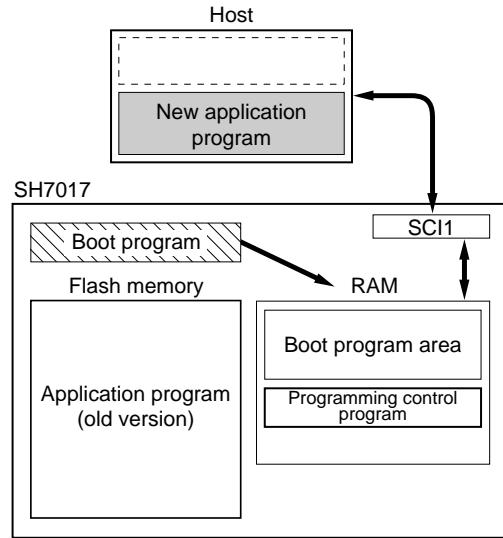 Host
New application
program
SH7017
SCI1
Boot program
Flash memory
RAM
Boot program area
Application program
(old version)
Programming control
program